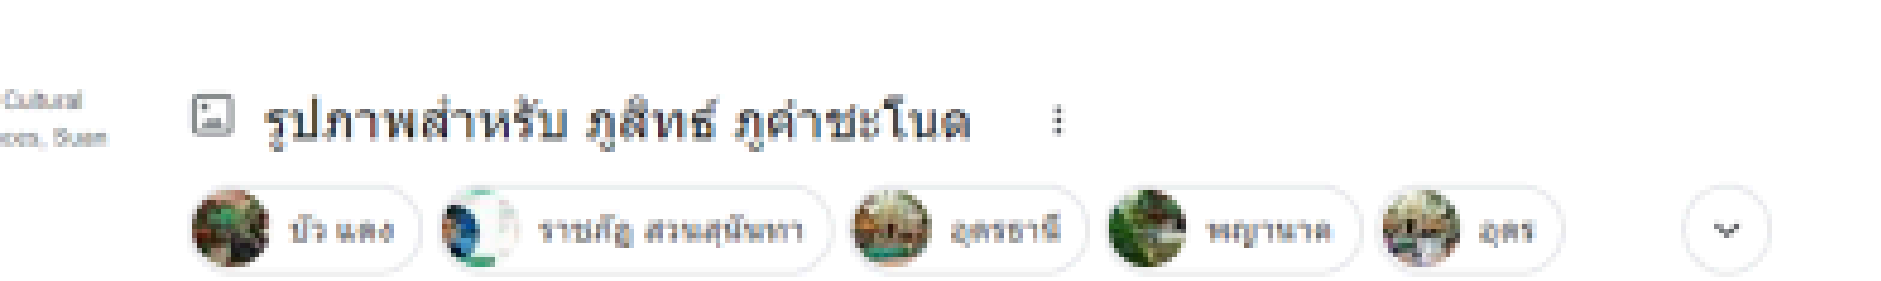 Cultural
รูปภาพสำหรับ ภูสิทธ์ ภูคำชะโนด
บัว แดง
ราชภัฏ สวนสุนันทา
อุดรธานี
พญานาค
อุดร